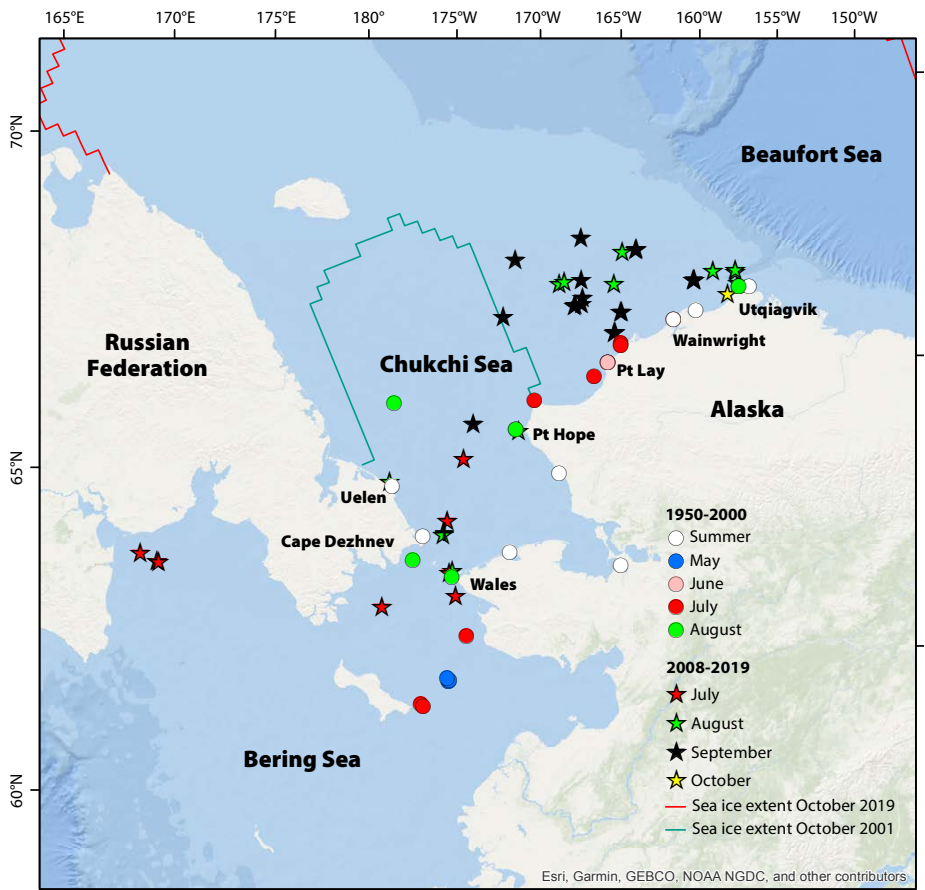 165°E 170°E 175°E 180° 175°W 170°W 165°W 160°W 155°W 150°W
70°N
Beaufort Sea
Utqiagvik
Wainwright
Russian
Federation
Chukchi Sea
Pt Lay
Alaska
Pt Hope
65°N
Uelen
Cape Dezhnev
Wales
1950-2000
Summer
May
June
July
August
2008-2019
July
August
September
October
Sea ice extent October 2019
Sea ice extent October 2001
Bering Sea
60°N
Esri, Garmin, GEBCO, NOAA NGDC, and other contributors